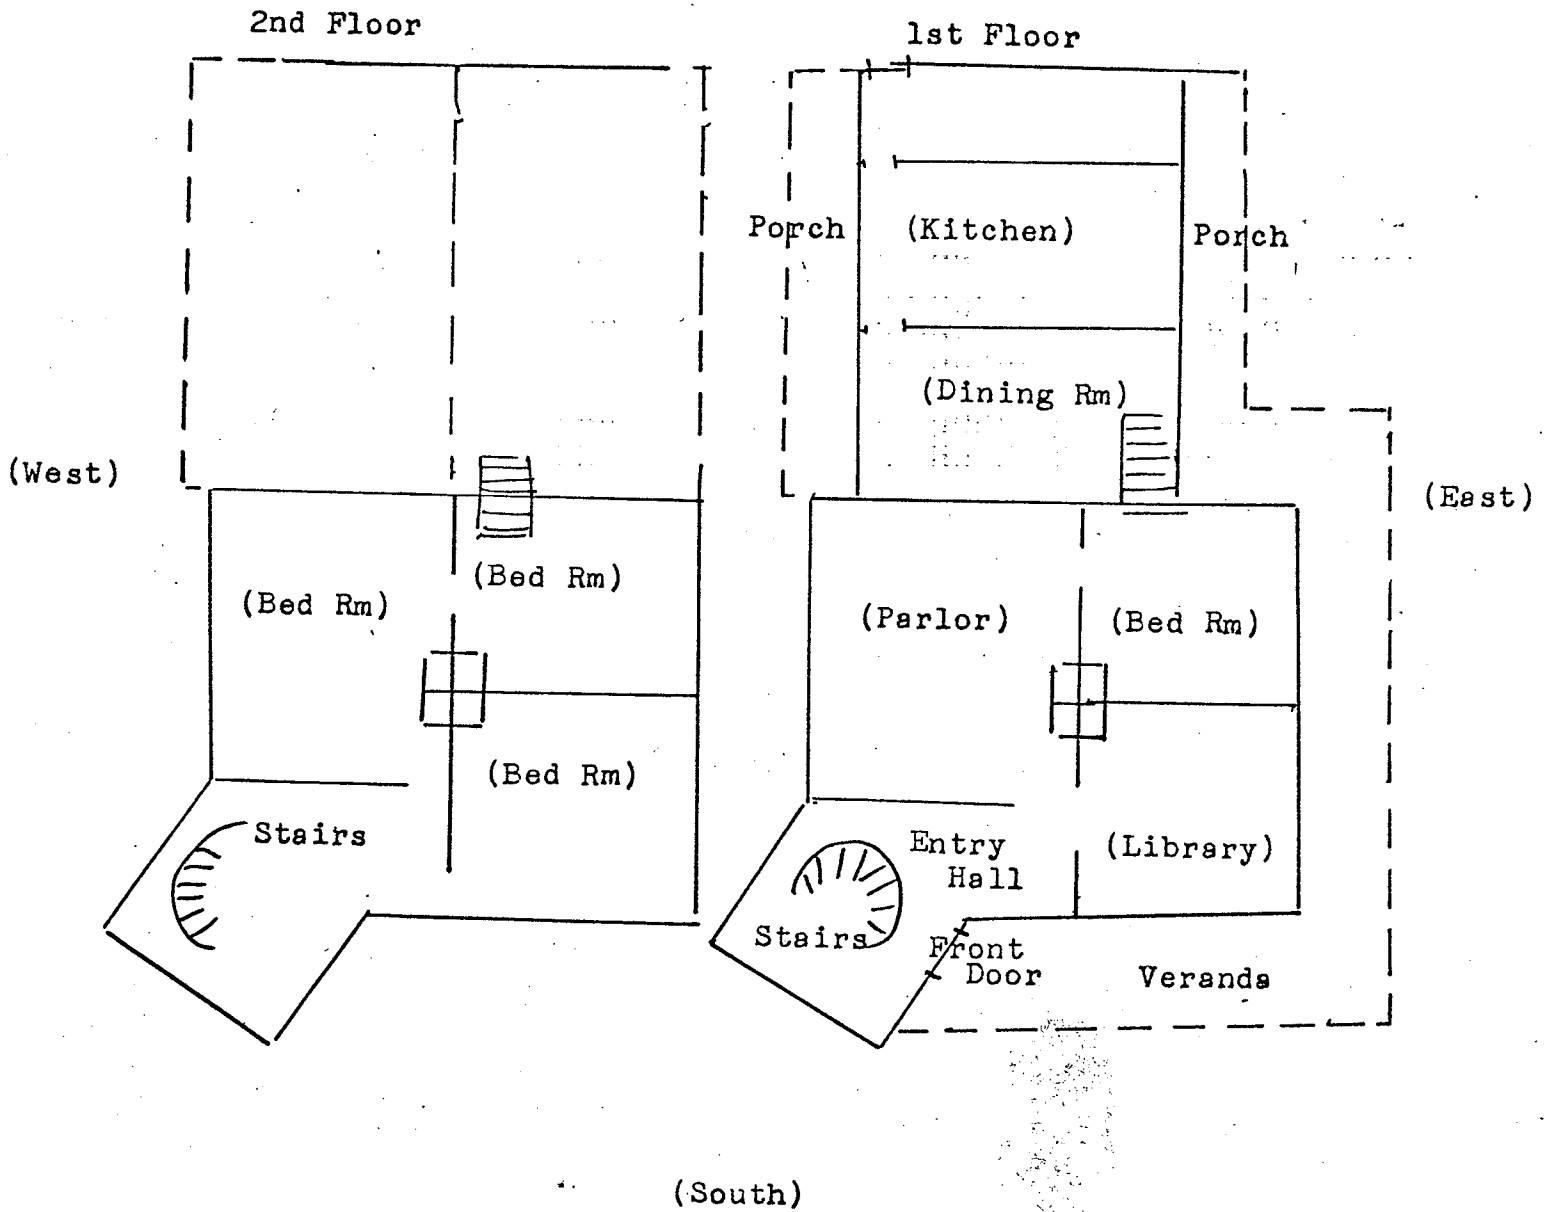 2nd Floor
1st Floor
Porch
(Kitchen)
Porch
(Dining Rm)
(West)
(East)
(Bed Rm)
(Bed Rm)
(Parlor)
(Bed Rm)
(Bed Rm)
Stairs
Entry
Hall
(Library)
Stairs
Front
Door
Veranda
(South)